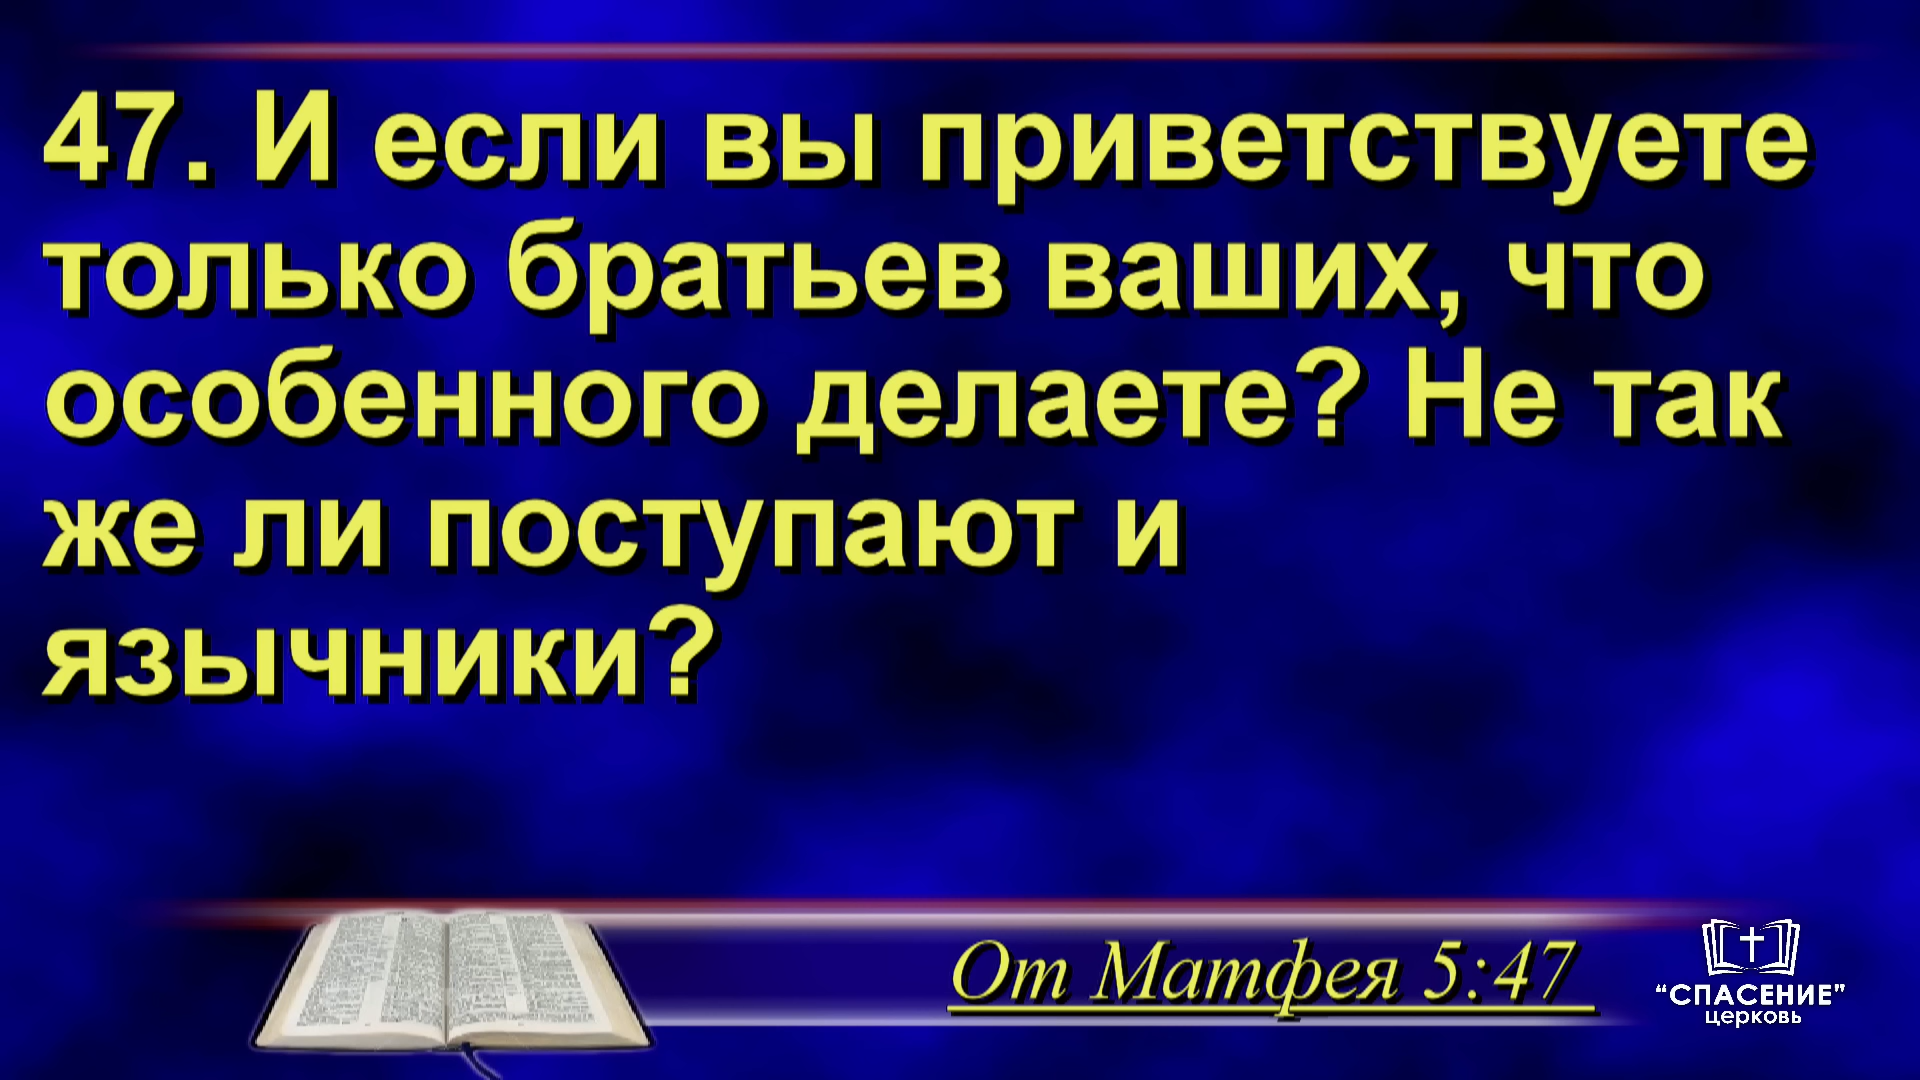 47. И если вы приветствуете
только братьев ваших, что
особенного делаете? Не так
же ли поступают и
язычники?
От Матфея 5:47
“СПАСЕНИЕ”
церковь